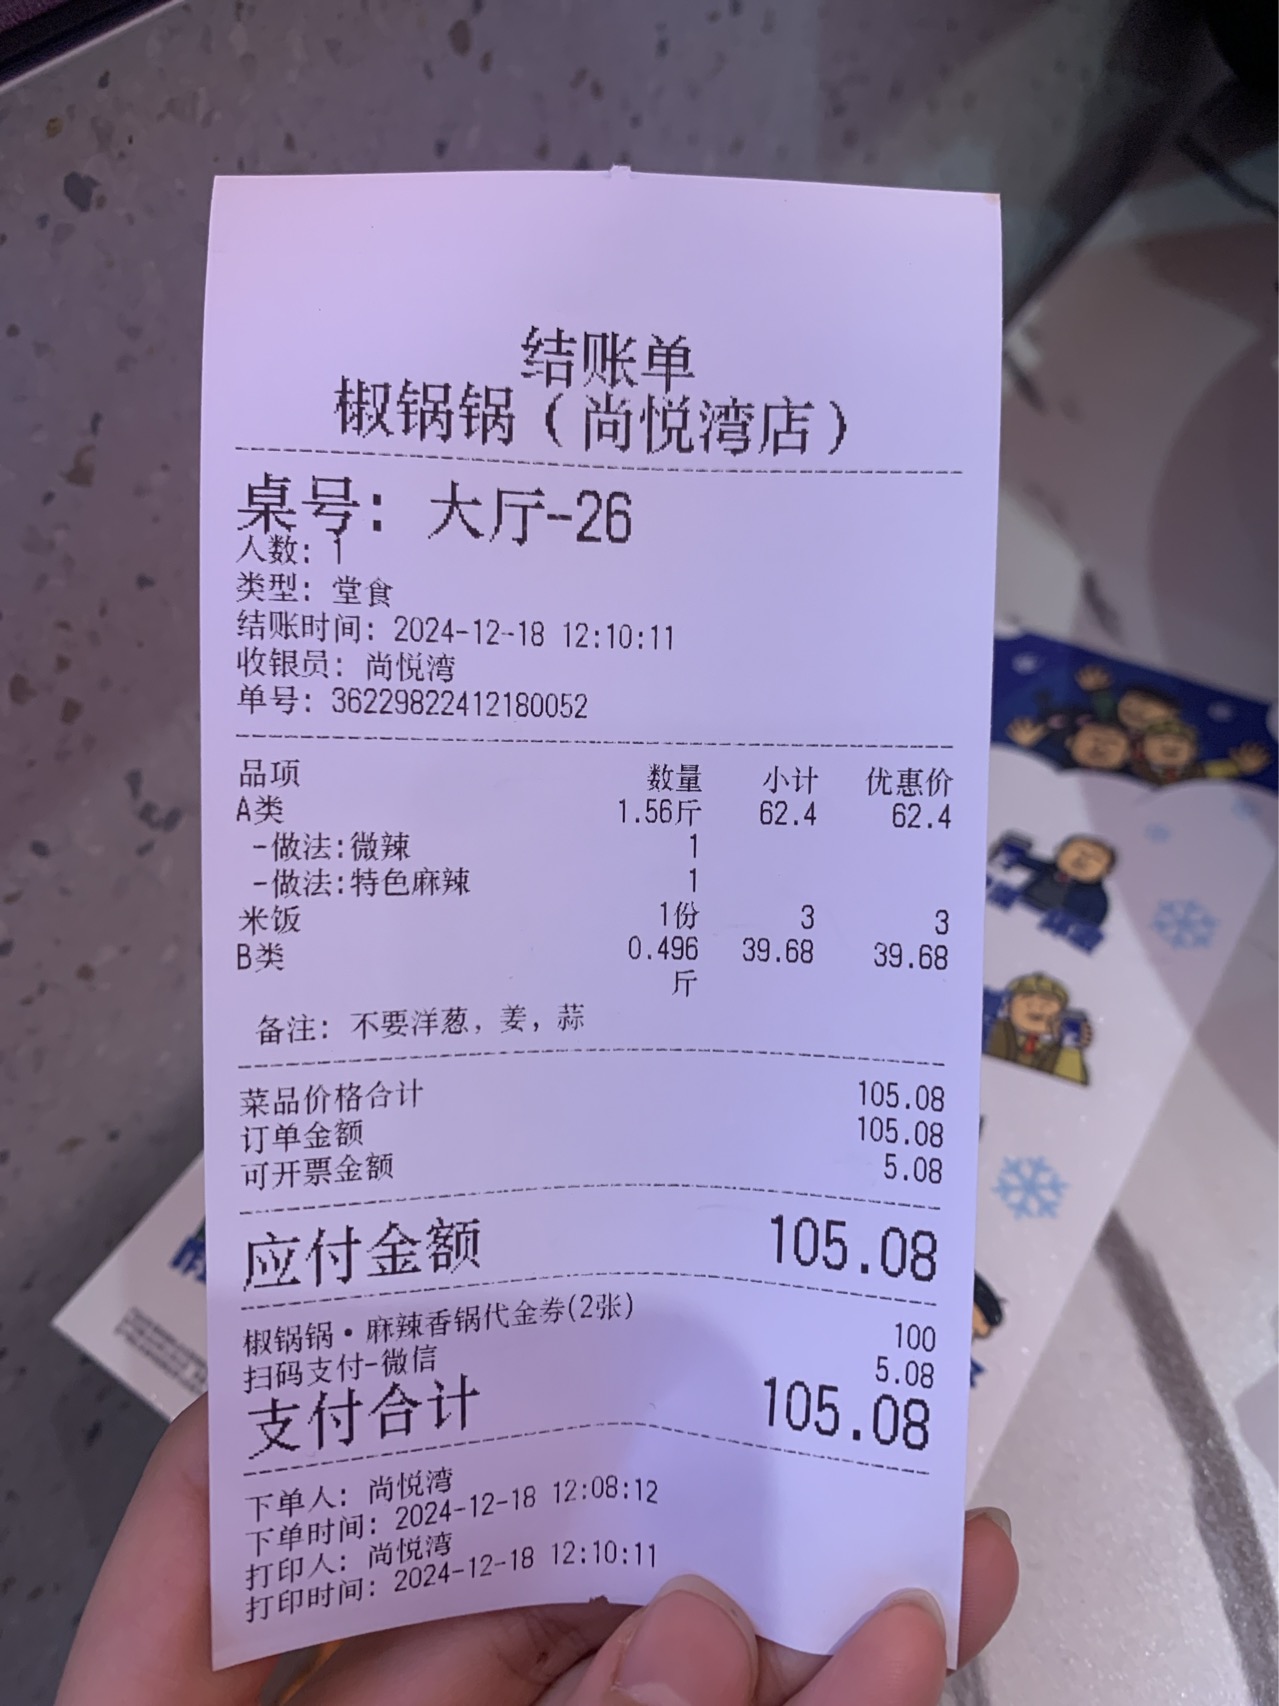 结账单
椒锅锅（尚悦湾店）
桌号： 大厅-26
人数： 1
类型： 堂食
结账时间： 2024-12-18 12:10:11
收银员： 尚悦湾
单号： 36229822412180052
品项 数量 小计 优惠价
A类 1.56斤 62.4 62.4
-做法:微辣 1
-做法:特色麻辣 1
米饭 1份 3 3
B类 0.496 39.68 39.68
斤
备注： 不要洋葱，姜，蒜
菜品价格合计 105.08
订单金额 105.08
可开票金额 5.08
应付金额 105.08
椒锅锅·麻辣香锅代金券(2张) 100
扫码支付-微信 5.08
支付合计 105.08
下单人： 尚悦湾
下单时间： 2024-12-18 12:08:12
打印人： 尚悦湾
打印时间： 2024-12-18 12:10:11